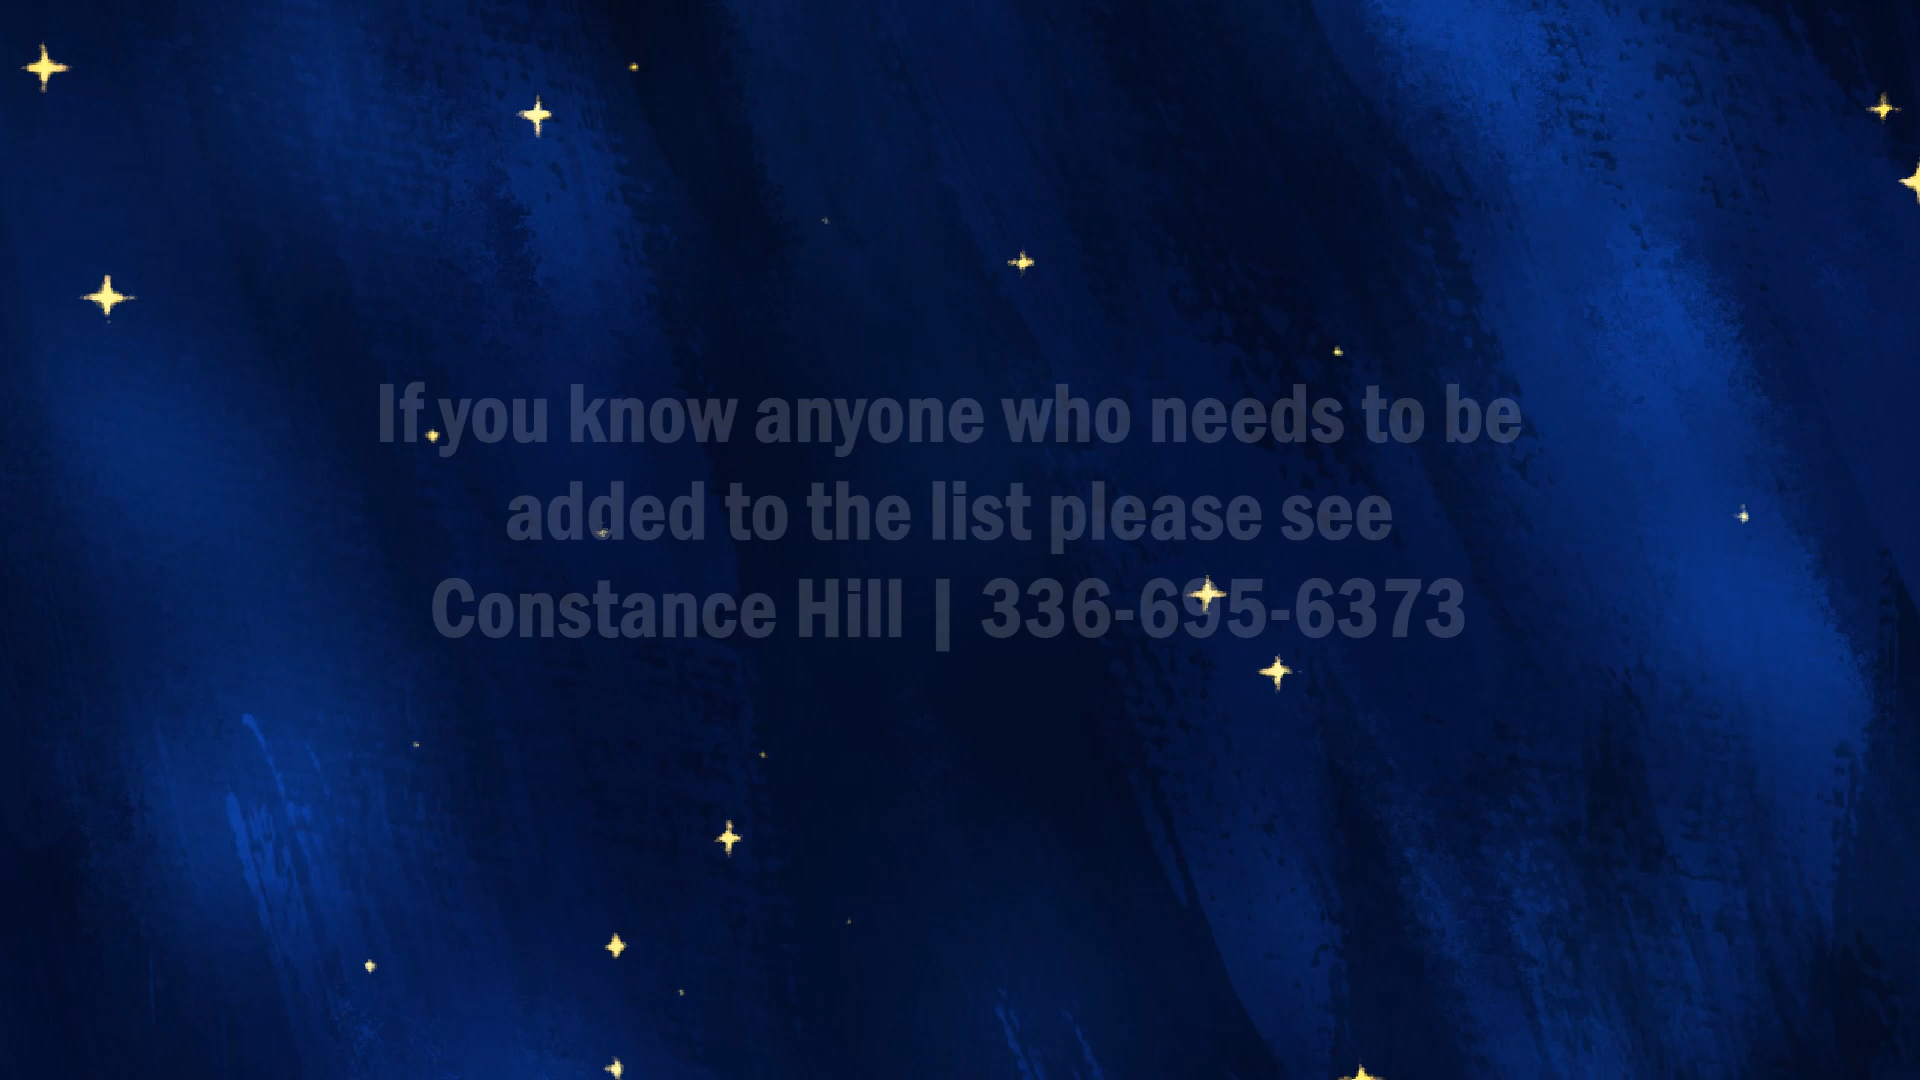 If you know anyone who needs to be
added to the list please see
Constance Hill | 336-695-6373